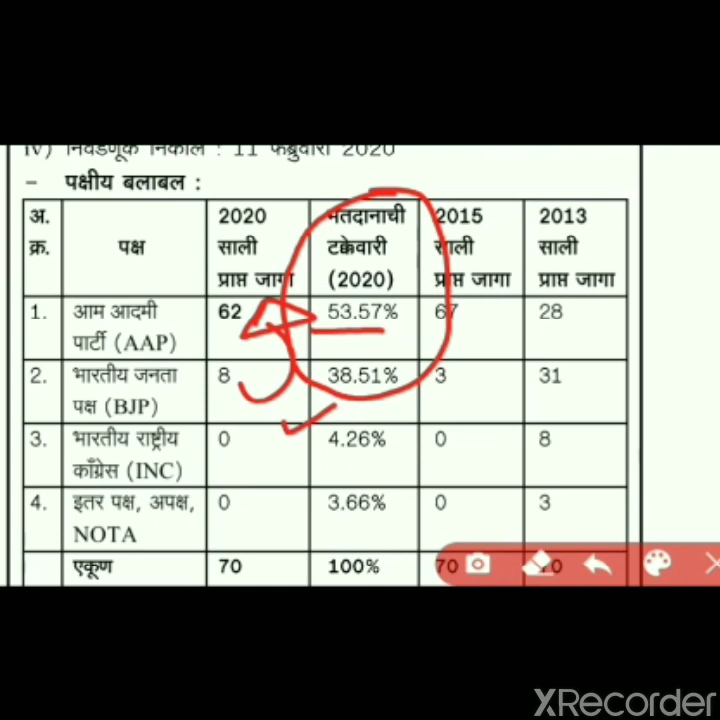 IV) निवडणूक निकाल : 11 फेब्रुवारी 2020
– पक्षीय बलाबल :
अ. क्र. पक्ष 2020 साली प्राप्त जागा मतदानाची टक्केवारी (2020) 2015 साली प्राप्त जागा 2013 साली प्राप्त जागा
1. आम आदमी पार्टी (AAP) 62 53.57% 67 28
2. भारतीय जनता पक्ष (BJP) 8 38.51% 3 31
3. भारतीय राष्ट्रीय काँग्रेस (INC) 0 4.26% 0 8
4. इतर पक्ष, अपक्ष, NOTA 0 3.66% 0 3
एकूण 70 100% 70
XRecorder